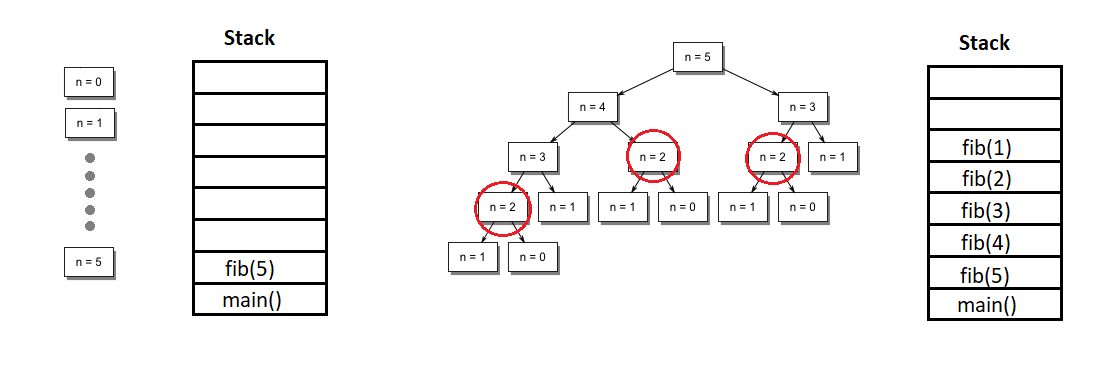 Stack
n = 0
n = 1
n = 5
fib(5)
main()
n = 5
n = 4
n = 3
n = 3
n = 2
n = 2
n = 1
n = 2
n = 1
n = 1
n = 0
n = 1
n = 0
n = 1
n = 0
Stack
fib(1)
fib(2)
fib(3)
fib(4)
fib(5)
main()